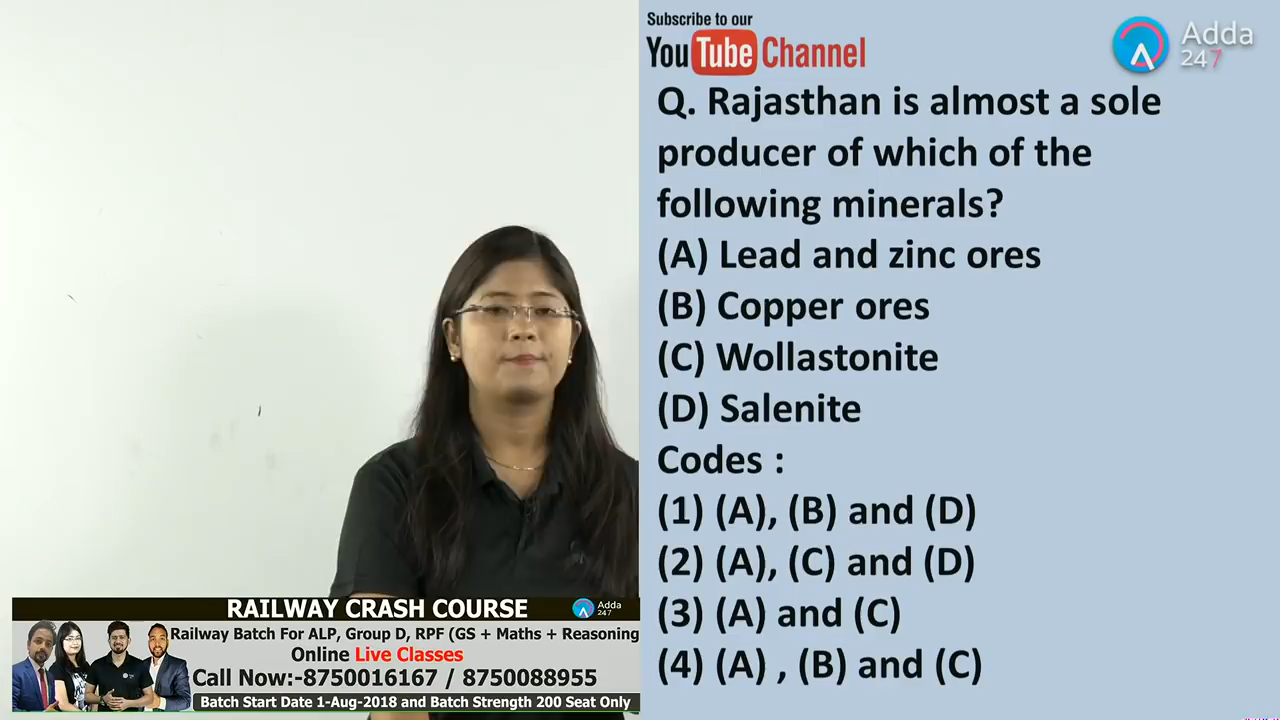 Subscribe to our
You Tube Channel
Adda
247
Q. Rajasthan is almost a sole
producer of which of the
following minerals?
(A) Lead and zinc ores
(B) Copper ores
(C) Wollastonite
(D) Salenite
Codes :
(1) (A), (B) and (D)
(2) (A), (C) and (D)
(3) (A) and (C)
(4) (A) , (B) and (C)
RAILWAY CRASH COURSE
Adda
247
Railway Batch For ALP, Group D, RPF (GS + Maths + Reasoning
Online Live Classes
Call Now:-8750016167 / 8750088955
Batch Start Date 1-Aug-2018 and Batch Strength 200 Seat Only